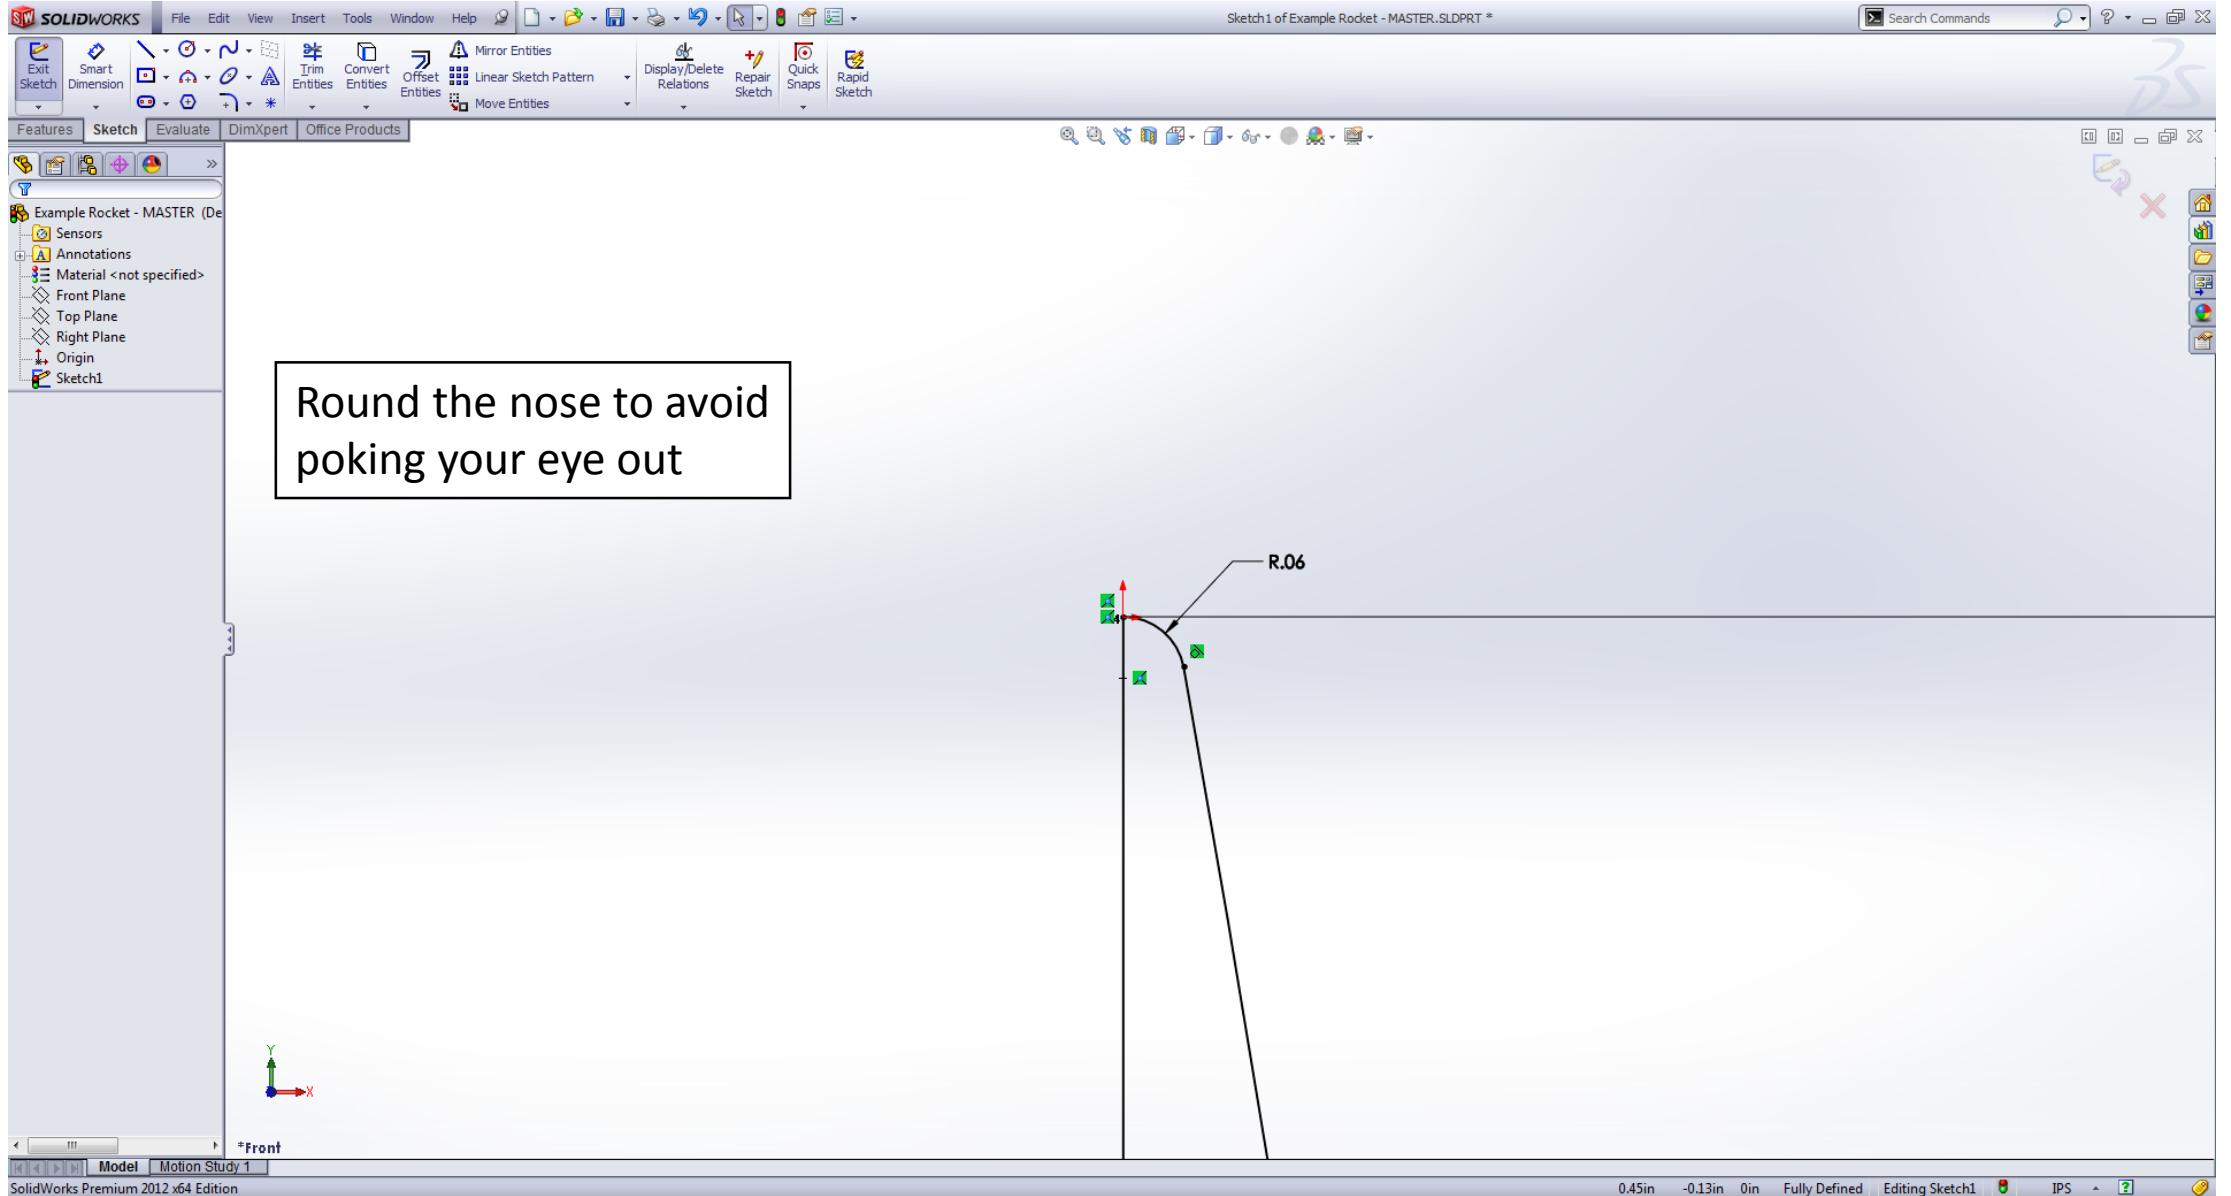 SOLIDWORKS File Edit View Insert Tools Window Help Sketch1 of Example Rocket - MASTER.SLDPRT * Search Commands
Exit Sketch
Smart Dimension
Trim Entities
Convert Entities
Offset Entities
Mirror Entities
Linear Sketch Pattern
Move Entities
Display/Delete Relations
Repair Sketch
Quick Snaps
Rapid Sketch
Features Sketch Evaluate DimXpert Office Products
Example Rocket - MASTER (De
Sensors
Annotations
Material <not specified>
Front Plane
Top Plane
Right Plane
Origin
Sketch1
Round the nose to avoid
poking your eye out
R.06
Y
X
*Front
Model Motion Study 1
SolidWorks Premium 2012 x64 Edition 0.45in -0.13in 0in Fully Defined Editing Sketch1 IPS